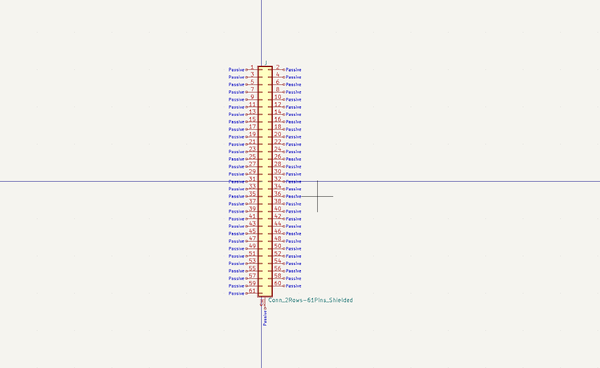 J
Passive 1 2 Passive
Passive 3 4 Passive
Passive 5 6 Passive
Passive 7 8 Passive
Passive 9 10 Passive
Passive 11 12 Passive
Passive 13 14 Passive
Passive 15 16 Passive
Passive 17 18 Passive
Passive 19 20 Passive
Passive 21 22 Passive
Passive 23 24 Passive
Passive 25 26 Passive
Passive 27 28 Passive
Passive 29 30 Passive
Passive 31 32 Passive
Passive 33 34 Passive
Passive 35 36 Passive
Passive 37 38 Passive
Passive 39 40 Passive
Passive 41 42 Passive
Passive 43 44 Passive
Passive 45 46 Passive
Passive 47 48 Passive
Passive 49 50 Passive
Passive 51 52 Passive
Passive 53 54 Passive
Passive 55 56 Passive
Passive 57 58 Passive
Passive 59 60 Passive
Passive 61
Conn_2Rows-61Pins_Shielded
Passive